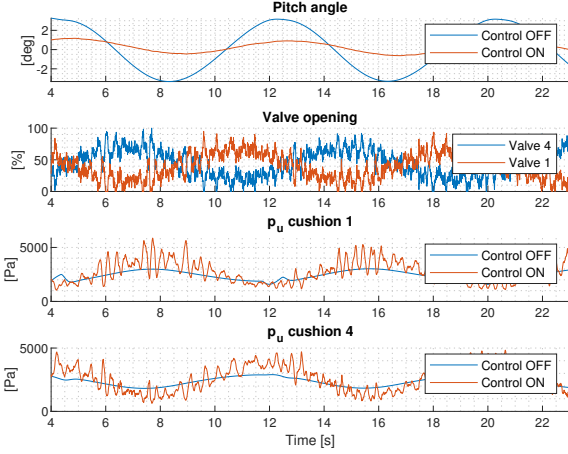 Pitch angle
[deg]
2
0
-2
Control OFF
Control ON
4 6 8 10 12 14 16 18 20 22
Valve opening
[%]
100
50
0
Valve 4
Valve 1
4 6 8 10 12 14 16 18 20 22
p_u cushion 1
[Pa]
5000
0
Control OFF
Control ON
4 6 8 10 12 14 16 18 20 22
p_u cushion 4
[Pa]
5000
0
Control OFF
Control ON
4 6 8 10 12 14 16 18 20 22
Time [s]